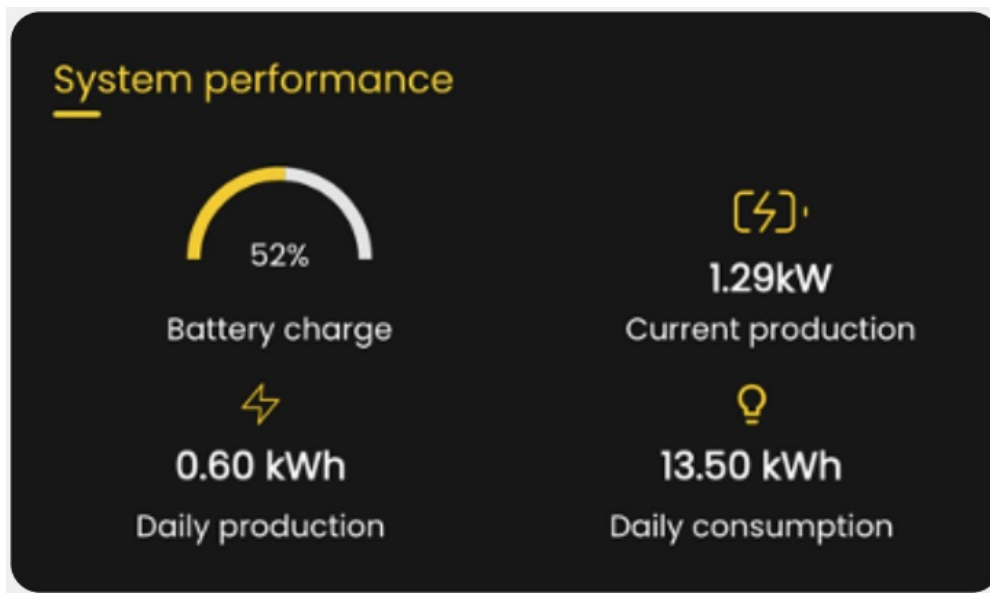 System performance
52%
Battery charge
1.29kW
Current production
0.60 kWh
Daily production
13.50 kWh
Daily consumption